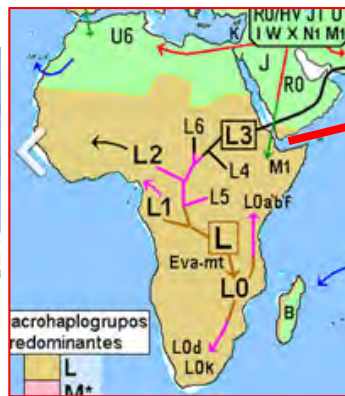 R0/HV J T U
I W X N1 M1
K
U6
J
R0
L3
L6
L2
L4
M1
L5
L0abf
L1
L
Eva-mt
L0
B
acrohaplogrupos
redominantes
L0d
L0k
L
M*